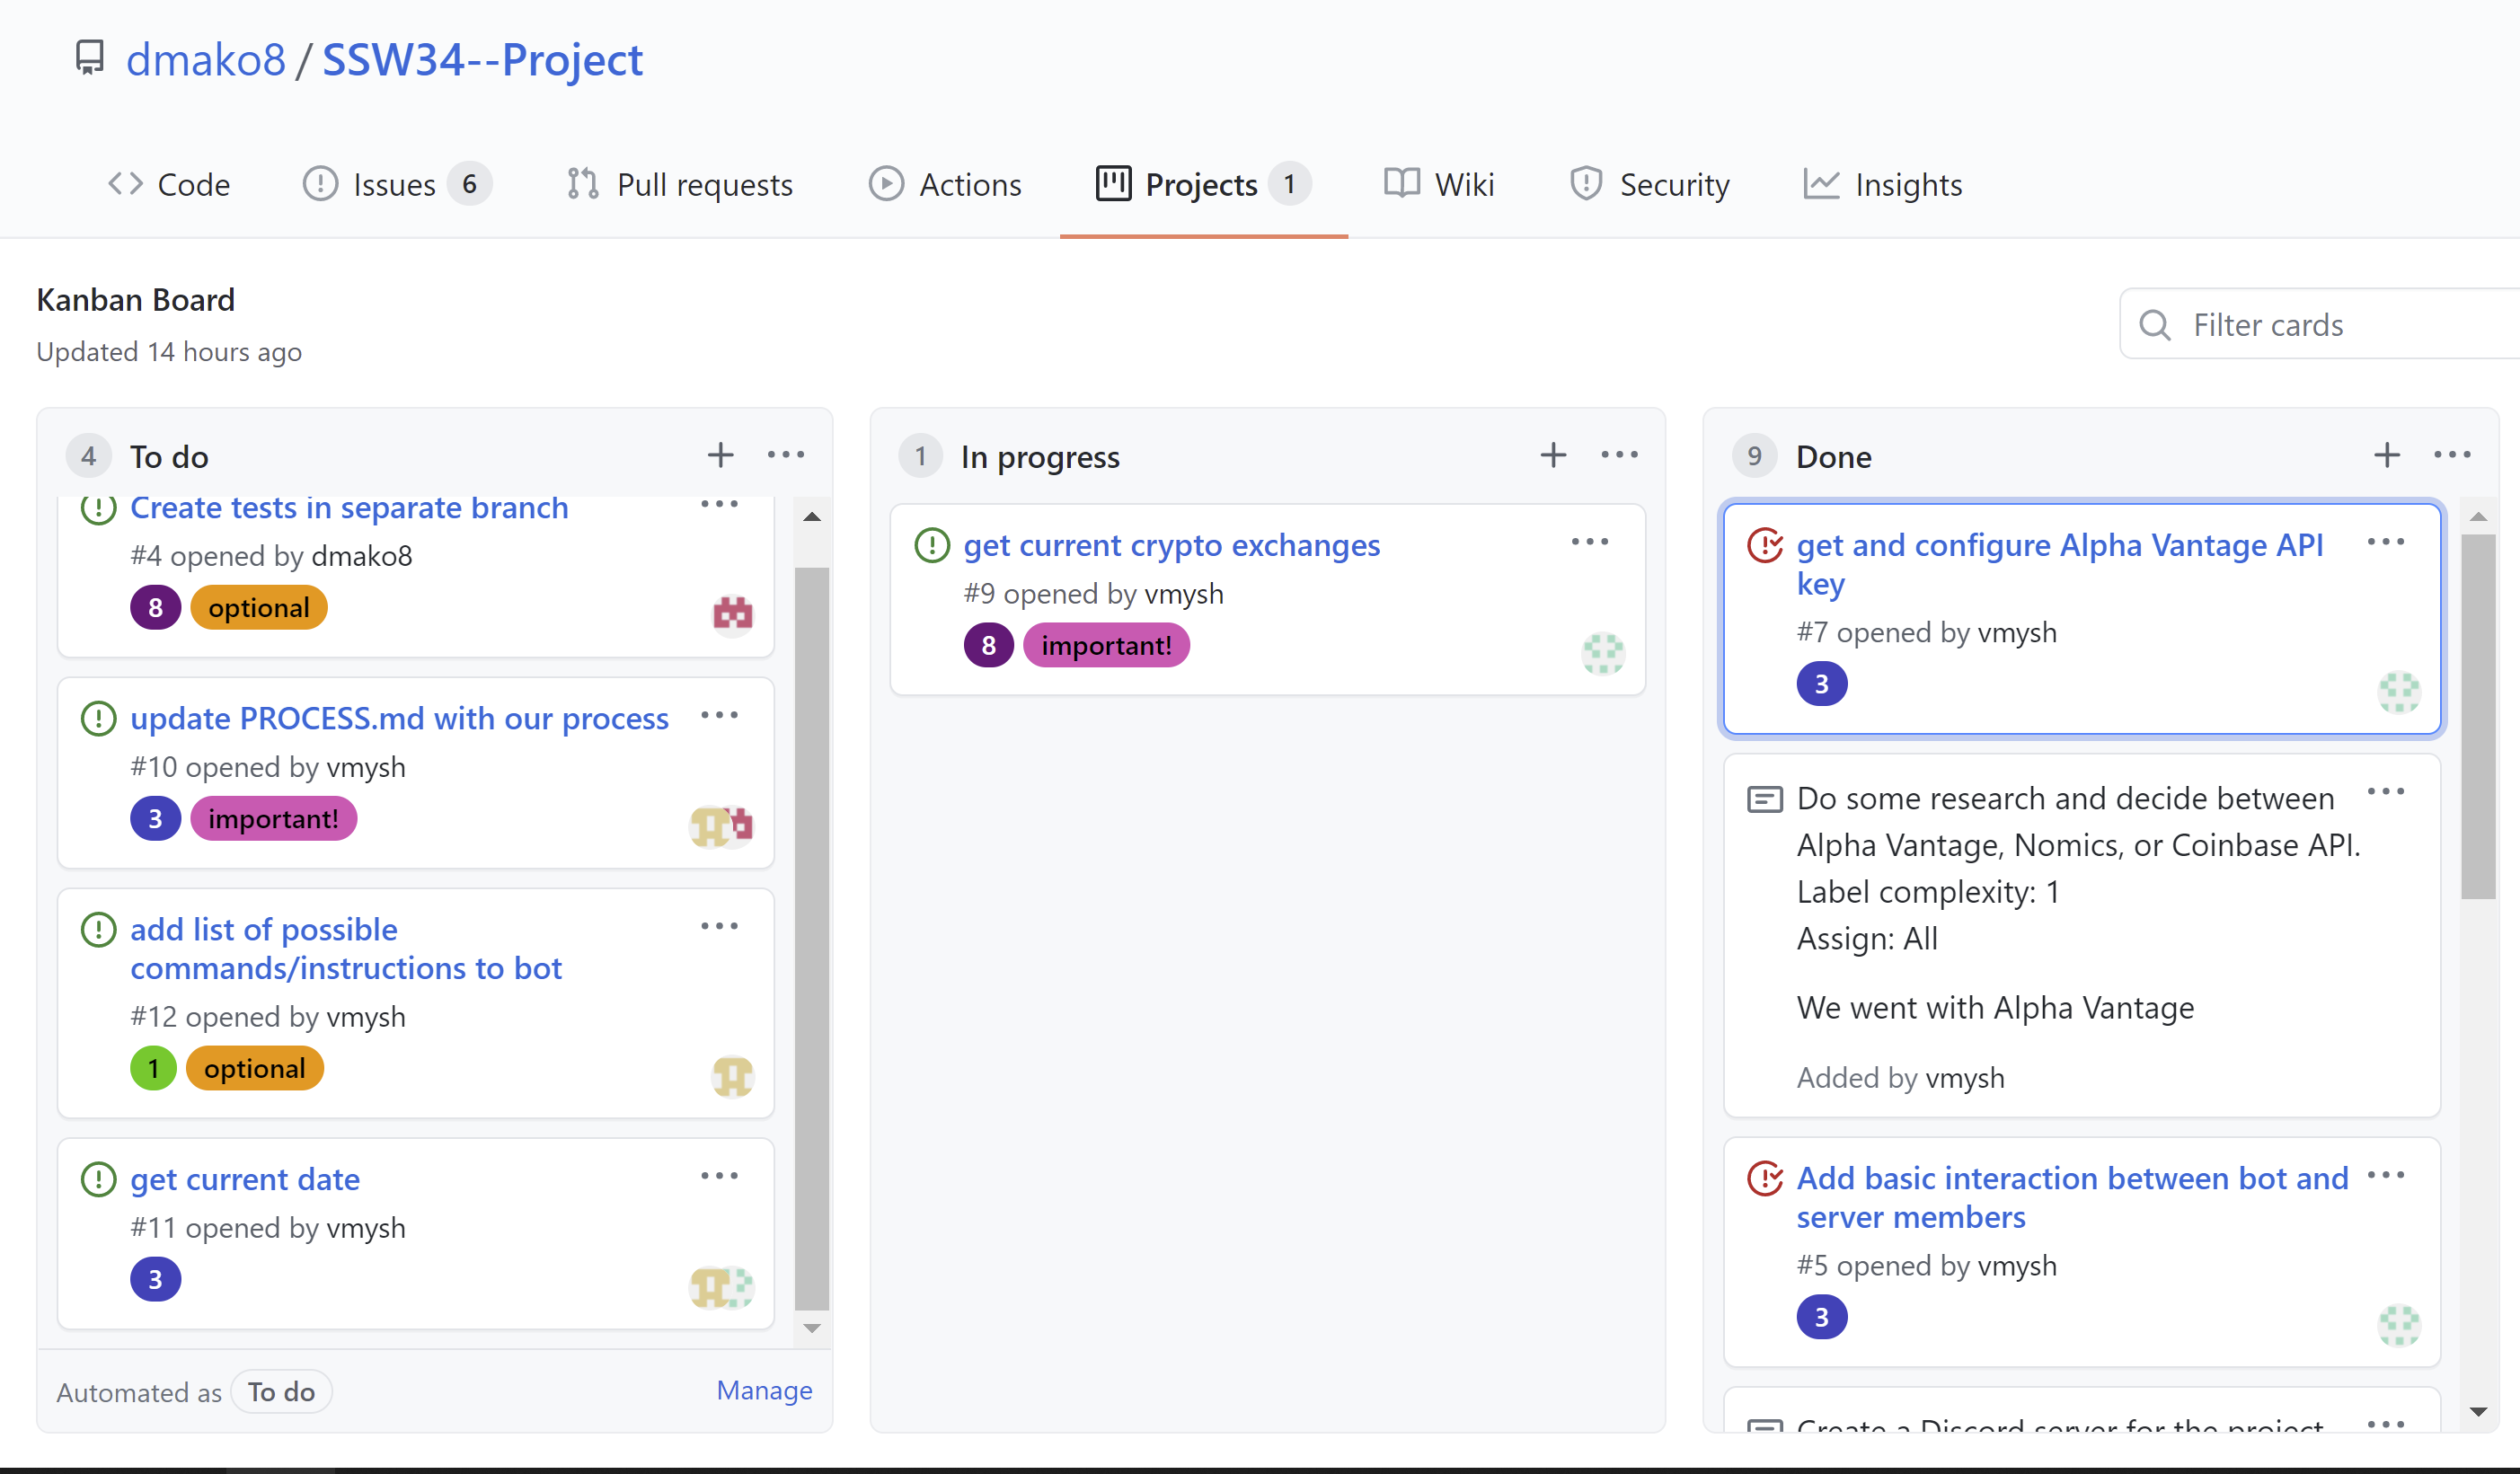 dmako8 / SSW34--Project
Code
Issues 6
Pull requests
Actions
Projects 1
Wiki
Security
Insights
Kanban Board
Updated 14 hours ago
Filter cards
4 To do
Create tests in separate branch
#4 opened by dmako8
8 optional
update PROCESS.md with our process
#10 opened by vmysh
3 important!
add list of possible
commands/instructions to bot
#12 opened by vmysh
1 optional
get current date
#11 opened by vmysh
3
Automated as To do
Manage
1 In progress
get current crypto exchanges
#9 opened by vmysh
8 important!
9 Done
get and configure Alpha Vantage API
key
#7 opened by vmysh
3
Do some research and decide between
Alpha Vantage, Nomics, or Coinbase API.
Label complexity: 1
Assign: All
We went with Alpha Vantage
Added by vmysh
Add basic interaction between bot and
server members
#5 opened by vmysh
3
Create a Discord server for the project